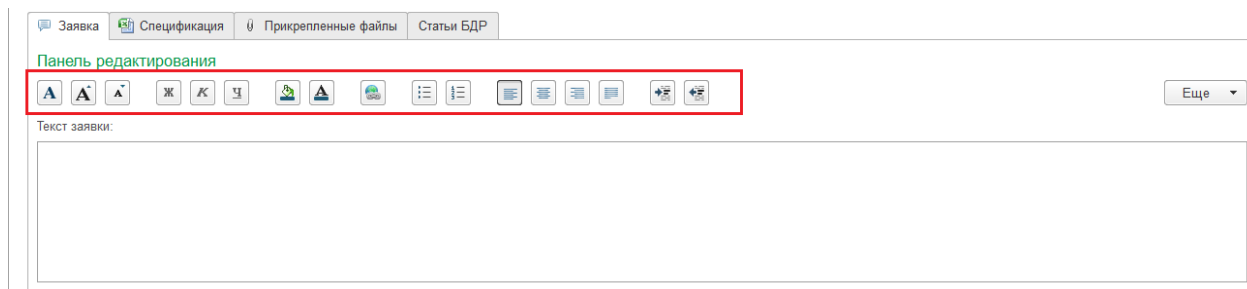 Заявка Спецификация Прикрепленные файлы Статьи БДР
Панель редактирования
А А А Ж К Ч А Еще
Текст заявки: